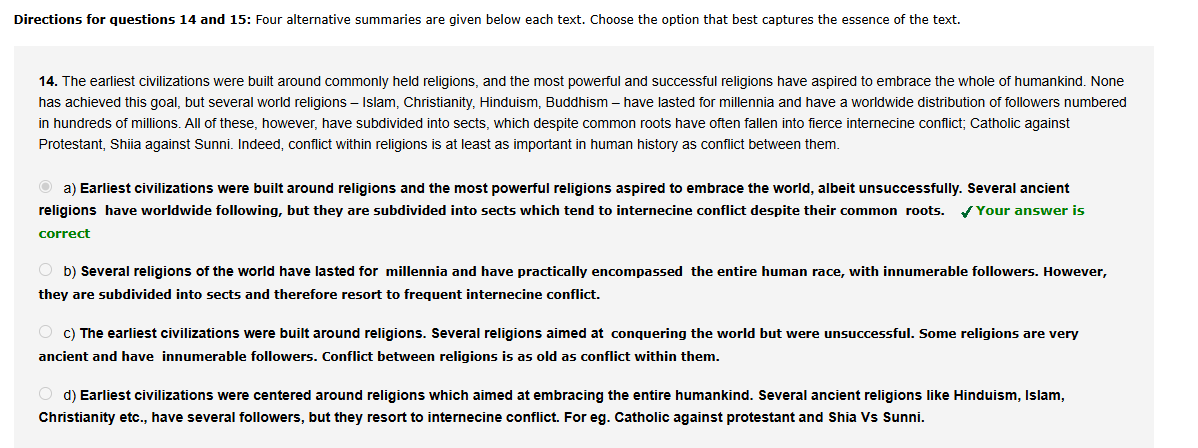 Directions for questions 14 and 15: Four alternative summaries are given below each text. Choose the option that best captures the essence of the text.
14. The earliest civilizations were built around commonly held religions, and the most powerful and successful religions have aspired to embrace the whole of humankind. None
has achieved this goal, but several world religions – Islam, Christianity, Hinduism, Buddhism – have lasted for millennia and have a worldwide distribution of followers numbered
in hundreds of millions. All of these, however, have subdivided into sects, which despite common roots have often fallen into fierce internecine conflict; Catholic against
Protestant, Shiia against Sunni. Indeed, conflict within religions is at least as important in human history as conflict between them.
a) Earliest civilizations were built around religions and the most powerful religions aspired to embrace the world, albeit unsuccessfully. Several ancient
religions have worldwide following, but they are subdivided into sects which tend to internecine conflict despite their common roots. ✓Your answer is
correct
b) Several religions of the world have lasted for millennia and have practically encompassed the entire human race, with innumerable followers. However,
they are subdivided into sects and therefore resort to frequent internecine conflict.
c) The earliest civilizations were built around religions. Several religions aimed at conquering the world but were unsuccessful. Some religions are very
ancient and have innumerable followers. Conflict between religions is as old as conflict within them.
d) Earliest civilizations were centered around religions which aimed at embracing the entire humankind. Several ancient religions like Hinduism, Islam,
Christianity etc., have several followers, but they resort to internecine conflict. For eg. Catholic against protestant and Shia Vs Sunni.